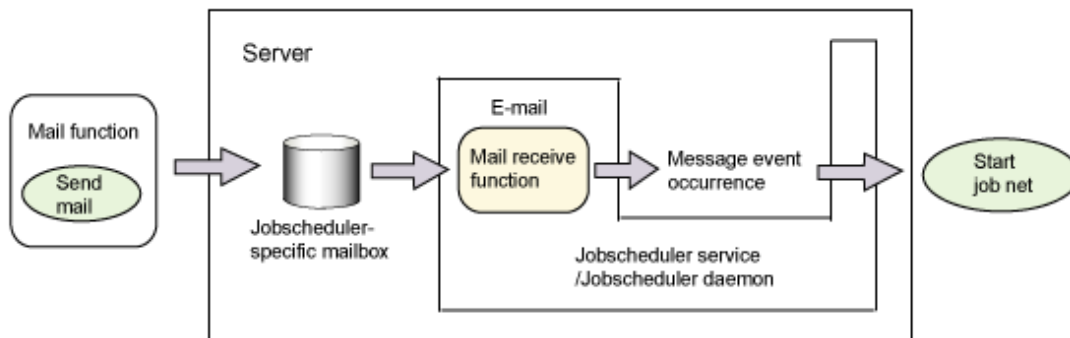 Server
Mail function
Send
mail
Jobscheduler-
specific mailbox
E-mail
Mail receive
function
Message event
occurrence
Jobscheduler service
/Jobscheduler daemon
Start
job net